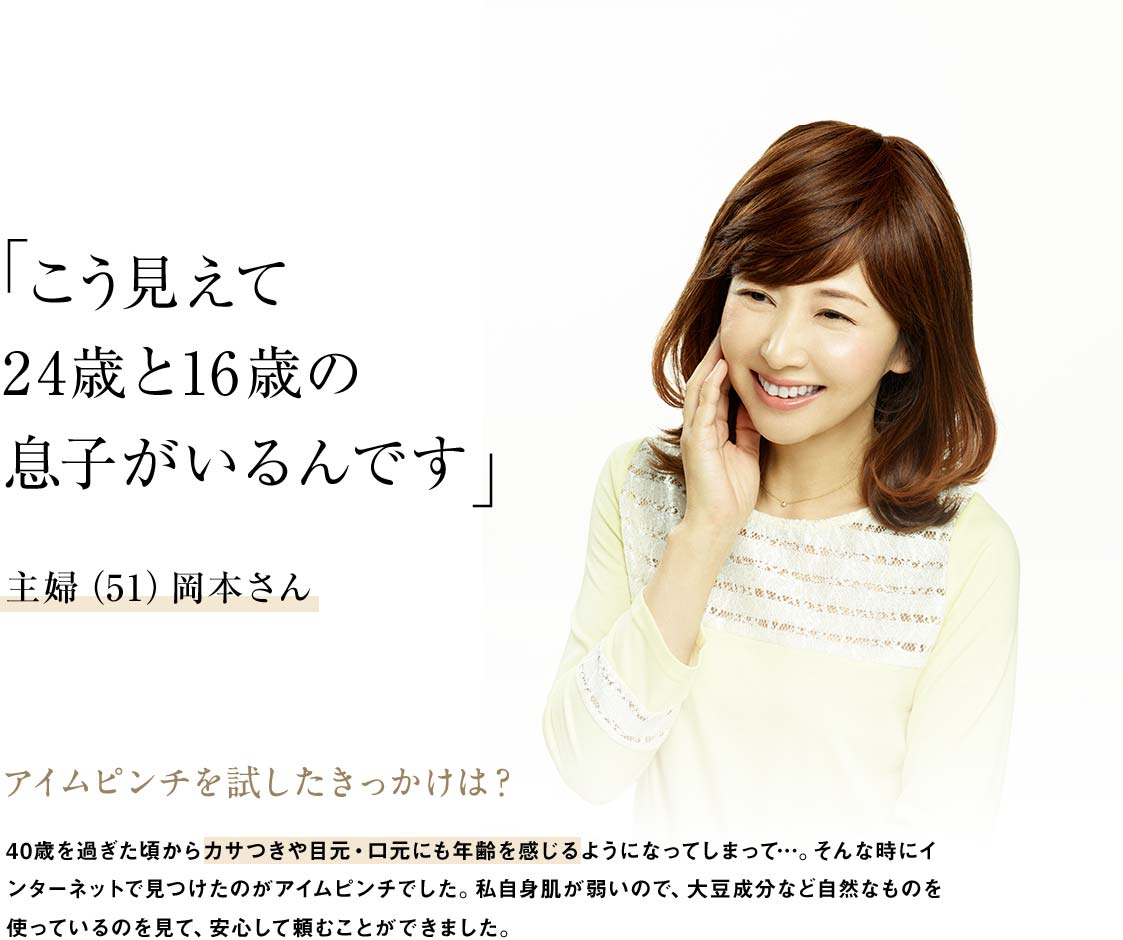 「こう見えて
24歳と16歳の
息子がいるんです」
主婦（51）岡本さん
アイムピンチを試したきっかけは？
40歳を過ぎた頃からカサつきや目元・口元にも年齢を感じるようになってしまって…。そんな時にイ
ンターネットで見つけたのがアイムピンチでした。私自身肌が弱いので、大豆成分など自然なものを
使っているのを見て、安心して頼むことができました。